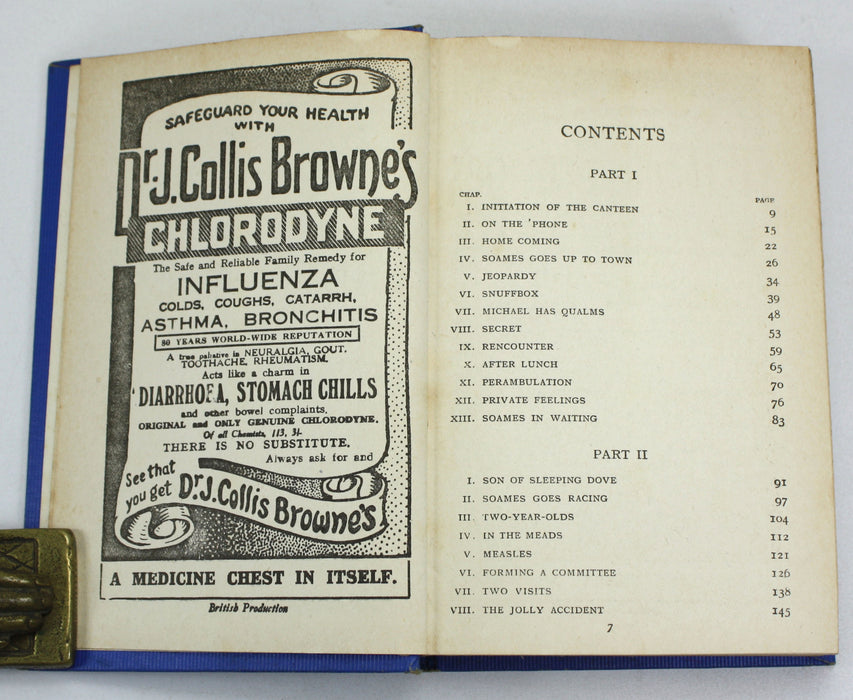 SAFEGUARD YOUR HEALTH
WITH
Dr. J. Collis Browne's
CHLORODYNE
The Safe and Reliable Family Remedy for
INFLUENZA
COLDS, COUGHS, CATARRH,
ASTHMA, BRONCHITIS
80 YEARS WORLD-WIDE REPUTATION
A true palliative in NEURALGIA, GOUT,
TOOTHACHE, RHEUMATISM.
Acts like a charm in
DIARRHOEA, STOMACH CHILLS
and other bowel complaints.
ORIGINAL and ONLY GENUINE CHLORODYNE.
Of all Chemists, 1/3, 3/-
THERE IS NO SUBSTITUTE.
Always ask for and
See that
you get Dr. J. Collis Browne's
A MEDICINE CHEST IN ITSELF.
British Production
CONTENTS
PART I
CHAP. PAGE
I. INITIATION OF THE CANTEEN 9
II. ON THE 'PHONE 15
III. HOME COMING 22
IV. SOAMES GOES UP TO TOWN 26
V. JEOPARDY 34
VI. SNUFFBOX 39
VII. MICHAEL HAS QUALMS 48
VIII. SECRET 53
IX. RENCOUNTER 59
X. AFTER LUNCH 65
XI. PERAMBULATION 70
XII. PRIVATE FEELINGS 76
XIII. SOAMES IN WAITING 83
PART II
I. SON OF SLEEPING DOVE 91
II. SOAMES GOES RACING 97
III. TWO-YEAR-OLDS 104
IV. IN THE MEADS 112
V. MEASLES 121
VI. FORMING A COMMITTEE 126
VII. TWO VISITS 138
VIII. THE JOLLY ACCIDENT 145
7